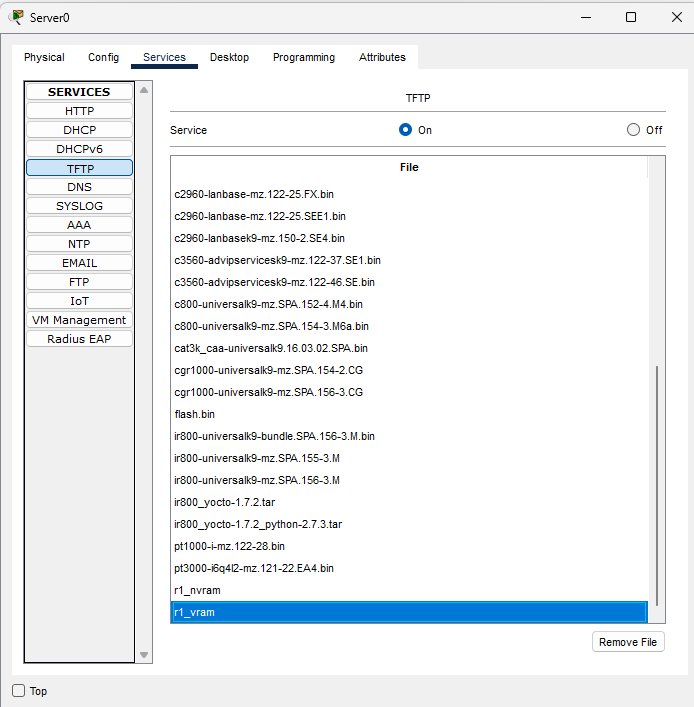 Server0
Physical Config Services Desktop Programming Attributes
SERVICES
HTTP
DHCP
DHCPv6
TFTP
DNS
SYSLOG
AAA
NTP
EMAIL
FTP
IoT
VM Management
Radius EAP
TFTP
Service On Off
File
c2960-lanbase-mz.122-25.FX.bin
c2960-lanbase-mz.122-25.SEE1.bin
c2960-lanbasek9-mz.150-2.SE4.bin
c3560-advipservicesk9-mz.122-37.SE1.bin
c3560-advipservicesk9-mz.122-46.SE.bin
c800-universalk9-mz.SPA.152-4.M4.bin
c800-universalk9-mz.SPA.154-3.M6a.bin
cat3k_caa-universalk9.16.03.02.SPA.bin
cgr1000-universalk9-mz.SPA.154-2.CG
cgr1000-universalk9-mz.SPA.156-3.CG
flash.bin
ir800-universalk9-bundle.SPA.156-3.M.bin
ir800-universalk9-mz.SPA.155-3.M
ir800-universalk9-mz.SPA.156-3.M
ir800_yocto-1.7.2.tar
ir800_yocto-1.7.2_python-2.7.3.tar
pt1000-i-mz.122-28.bin
pt3000-i6q4l2-mz.121-22.EA4.bin
r1_nvram
r1_vram
Remove File
Top